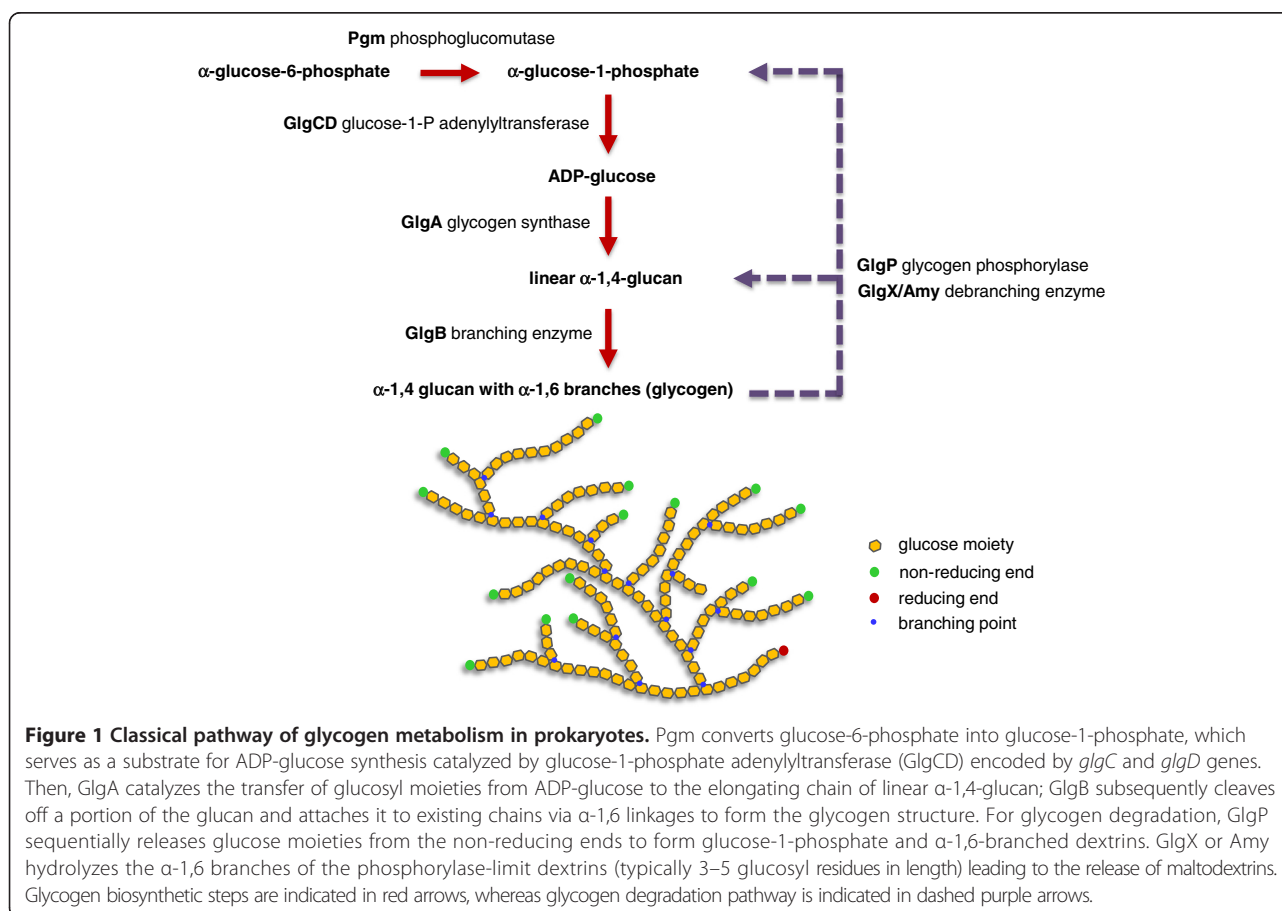 Pgm phosphoglucomutase
α-glucose-6-phosphate
α-glucose-1-phosphate
GlgCD glucose-1-P adenylyltransferase
ADP-glucose
GlgA glycogen synthase
linear α-1,4-glucan
GlgP glycogen phosphorylase
GlgX/Amy debranching enzyme
GlgB branching enzyme
α-1,4 glucan with α-1,6 branches (glycogen)
glucose moiety
non-reducing end
reducing end
branching point
Figure 1 Classical pathway of glycogen metabolism in prokaryotes. Pgm converts glucose-6-phosphate into glucose-1-phosphate, which
serves as a substrate for ADP-glucose synthesis catalyzed by glucose-1-phosphate adenylyltransferase (GlgCD) encoded by glgC and glgD genes.
Then, GlgA catalyzes the transfer of glucosyl moieties from ADP-glucose to the elongating chain of linear α-1,4-glucan; GlgB subsequently cleaves
off a portion of the glucan and attaches it to existing chains via α-1,6 linkages to form the glycogen structure. For glycogen degradation, GlgP
sequentially releases glucose moieties from the non-reducing ends to form glucose-1-phosphate and α-1,6-branched dextrins. GlgX or Amy
hydrolyzes the α-1,6 branches of the phosphorylase-limit dextrins (typically 3–5 glucosyl residues in length) leading to the release of maltodextrins.
Glycogen biosynthetic steps are indicated in red arrows, whereas glycogen degradation pathway is indicated in dashed purple arrows.